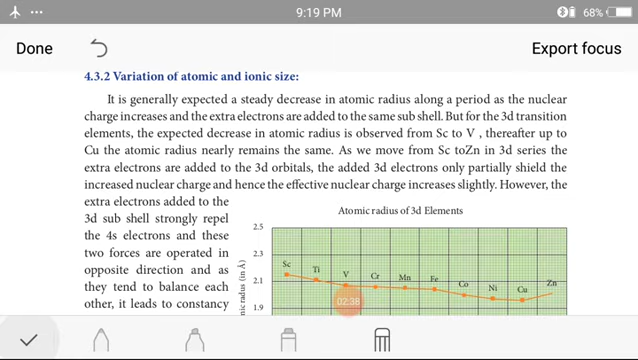 9:19 PM
68%
Done
Export focus
4.3.2 Variation of atomic and ionic size:
It is generally expected a steady decrease in atomic radius along a period as the nuclear
charge increases and the extra electrons are added to the same sub shell. But for the 3d transition
elements, the expected decrease in atomic radius is observed from Sc to V , thereafter up to
Cu the atomic radius nearly remains the same. As we move from Sc toZn in 3d series the
extra electrons are added to the 3d orbitals, the added 3d electrons only partially shield the
increased nuclear charge and hence the effective nuclear charge increases slightly. However, the
extra electrons added to the
3d sub shell strongly repel
the 4s electrons and these
two forces are operated in
opposite direction and as
they tend to balance each
other, it leads to constancy
Atomic radius of 3d Elements
2.5
2.3
2.1
1.9
nic radius (in Å)
Sc Ti V Cr Mn Fe Co Ni Cu Zn
02:38